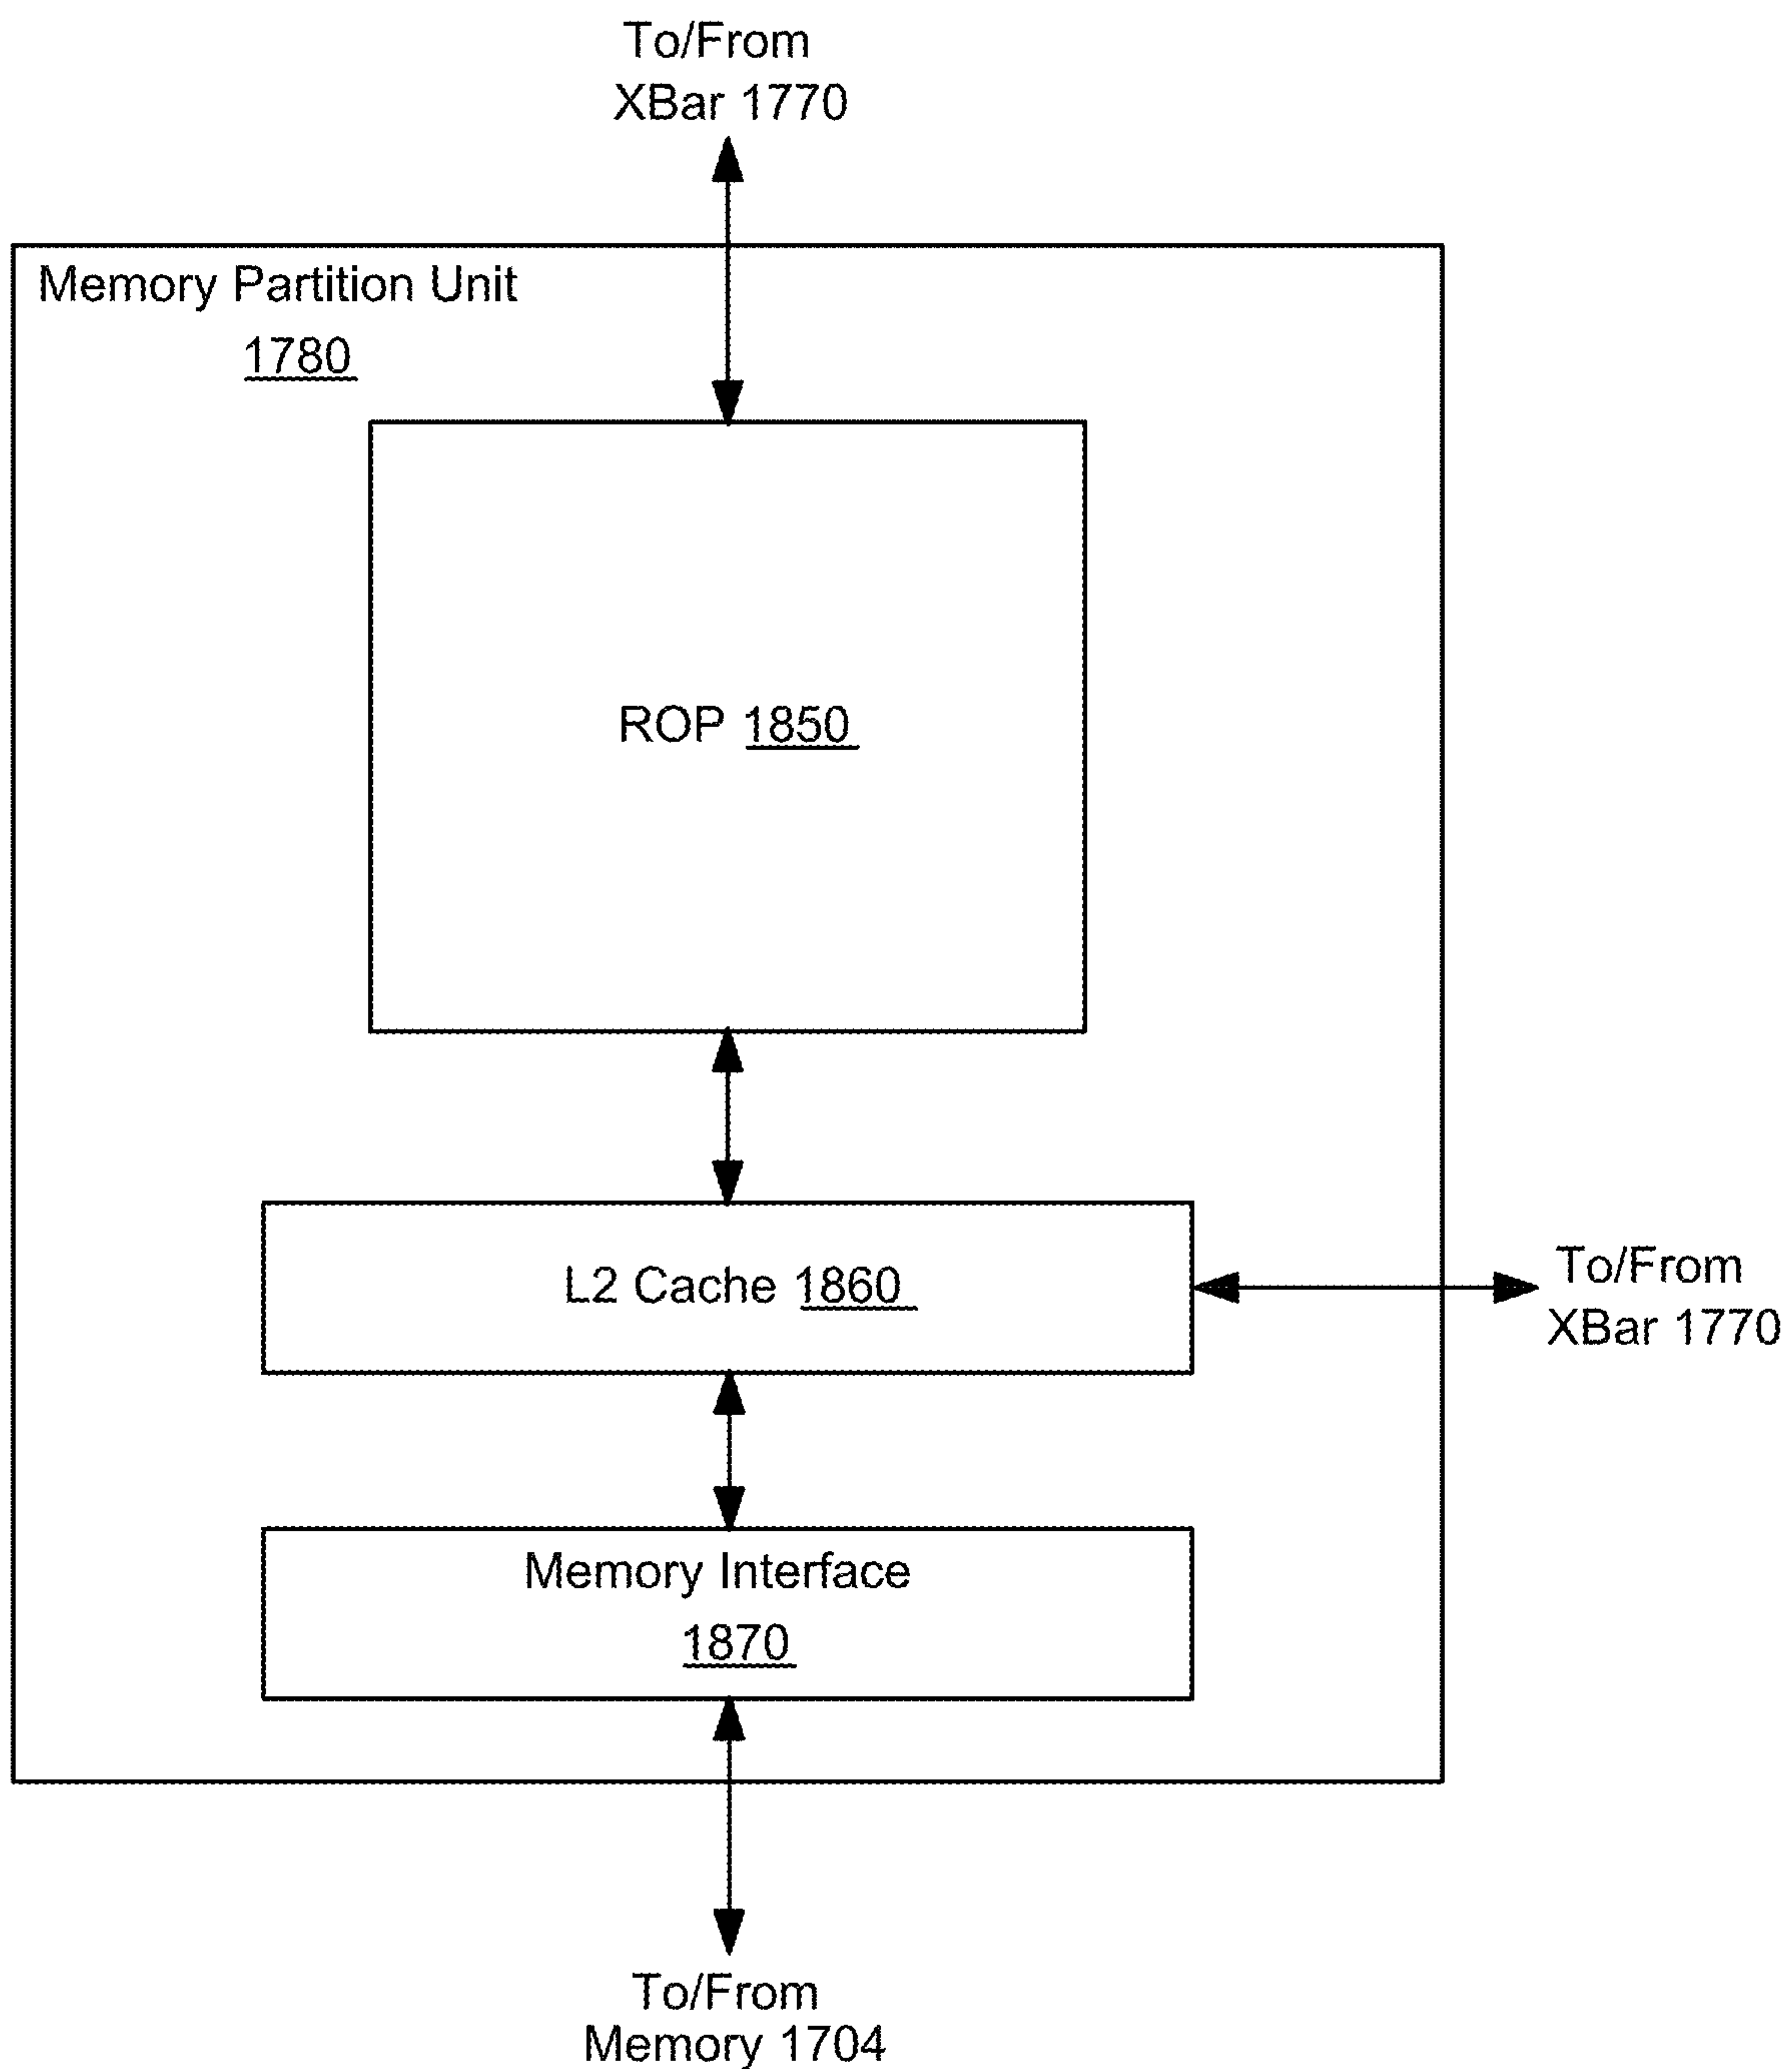 To/From
XBar 1770
Memory Partition Unit
1780
ROP 1850
L2 Cache 1860
To/From
XBar 1770
Memory Interface
1870
To/From
Memory 1704